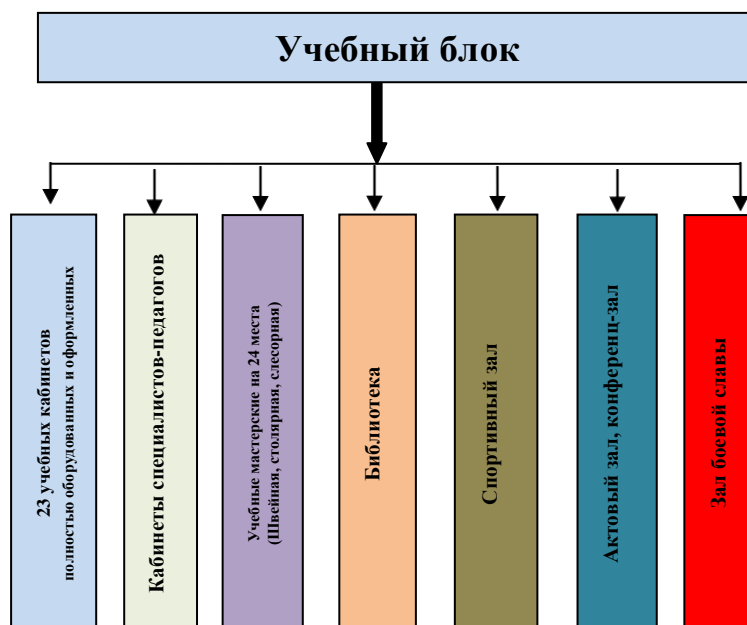 Учебный блок
23 учебных кабинетов
полностью оборудованных и оформленных
Кабинеты специалистов-педагогов
Учебные мастерские на 24 места
(Швейная, столярная, слесорная)
Библиотека
Спортивный зал
Актовый зал, конференц-зал
Зал боевой славы